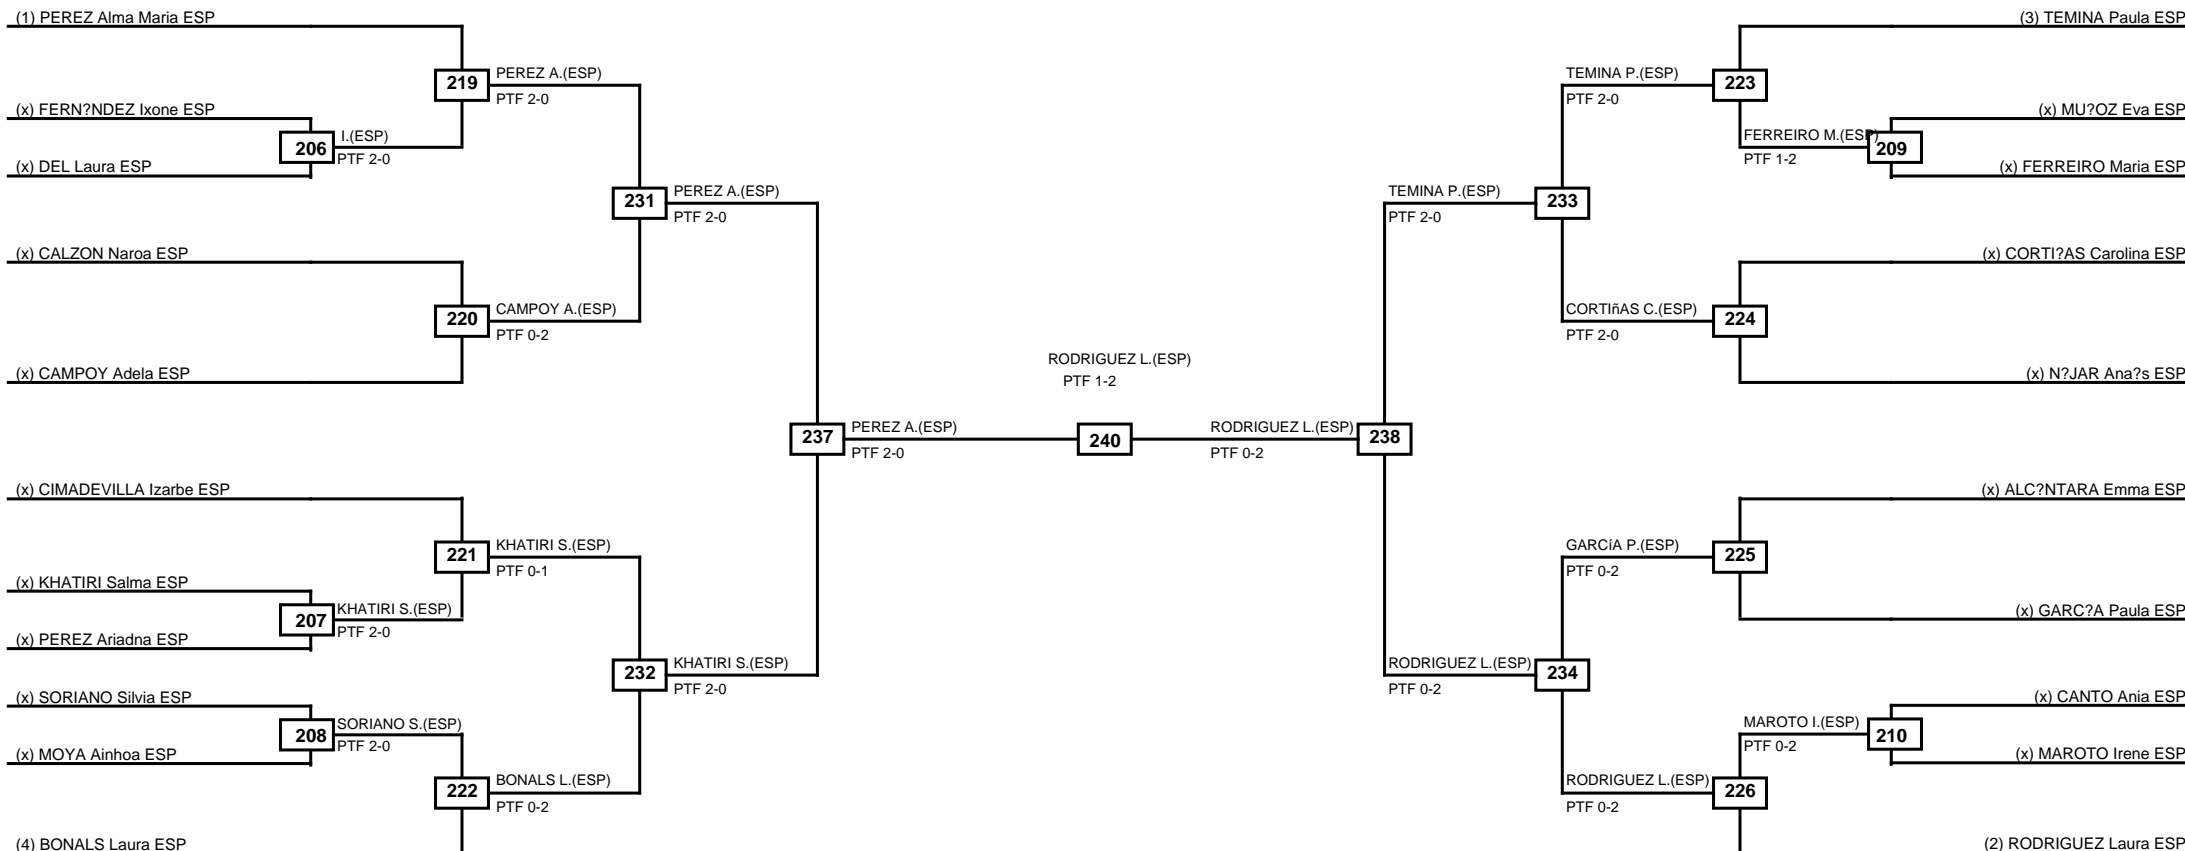 (1) PEREZ Alma Maria ESP
(3) TEMINA Paula ESP
219
PEREZ A.(ESP)
PTF 2-0
TEMINA P.(ESP)
PTF 2-0
223
(x) FERN?NDEZ Ixone ESP
206
I.(ESP)
PTF 2-0
(x) DEL Laura ESP
(x) MU?OZ Eva ESP
FERREIRO M.(ESP)
PTF 1-2
209
(x) FERREIRO Maria ESP
231
PEREZ A.(ESP)
PTF 2-0
TEMINA P.(ESP)
PTF 2-0
233
(x) CALZON Naroa ESP
(x) CORTI?AS Carolina ESP
220
CAMPOY A.(ESP)
PTF 0-2
CORTIñAS C.(ESP)
PTF 2-0
224
(x) CAMPOY Adela ESP
(x) N?JAR Ana?s ESP
RODRIGUEZ L.(ESP)
PTF 1-2
237
PEREZ A.(ESP)
PTF 2-0
240
RODRIGUEZ L.(ESP)
PTF 0-2
238
(x) CIMADEVILLA Izarbe ESP
(x) ALC?NTARA Emma ESP
221
KHATIRI S.(ESP)
PTF 0-1
GARCíA P.(ESP)
PTF 0-2
225
(x) KHATIRI Salma ESP
207
KHATIRI S.(ESP)
PTF 2-0
(x) PEREZ Ariadna ESP
(x) GARC?A Paula ESP
232
KHATIRI S.(ESP)
PTF 2-0
RODRIGUEZ L.(ESP)
PTF 0-2
234
(x) SORIANO Silvia ESP
208
SORIANO S.(ESP)
PTF 2-0
(x) MOYA Ainhoa ESP
(x) CANTO Ania ESP
MAROTO I.(ESP)
PTF 0-2
210
(x) MAROTO Irene ESP
222
BONALS L.(ESP)
PTF 0-2
RODRIGUEZ L.(ESP)
PTF 0-2
226
(4) BONALS Laura ESP
(2) RODRIGUEZ Laura ESP